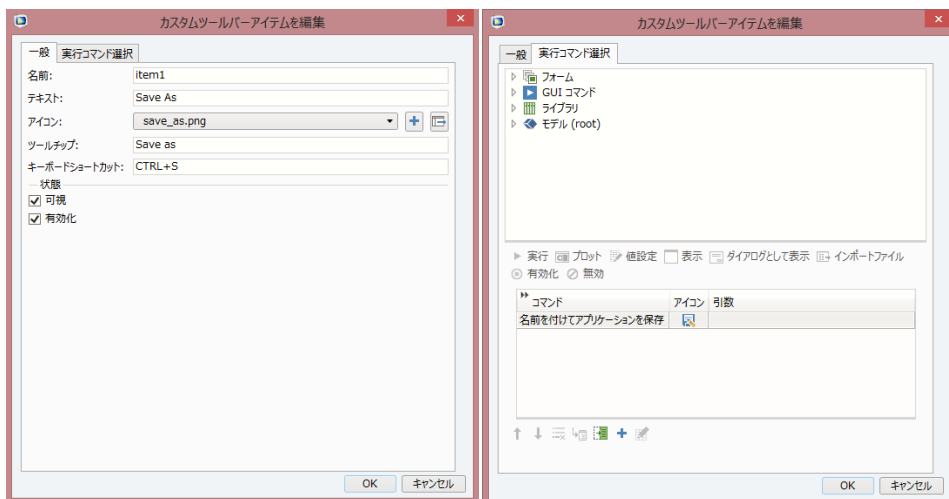 カスタムツールバーアイテムを編集
×
一般 実行コマンド選択
名前: item1
テキスト: Save As
アイコン: save_as.png
ツールチップ: Save as
キーボードショートカット: CTRL+S
状態
可視
有効化
OK キャンセル
カスタムツールバーアイテムを編集
×
一般 実行コマンド選択
フォーム
GUI コマンド
ライブラリ
モデル (root)
実行 プロット 値設定 表示 ダイアログとして表示 インポートファイル
有効化 無効
コマンド アイコン 引数
名前を付けてアプリケーションを保存
OK キャンセル